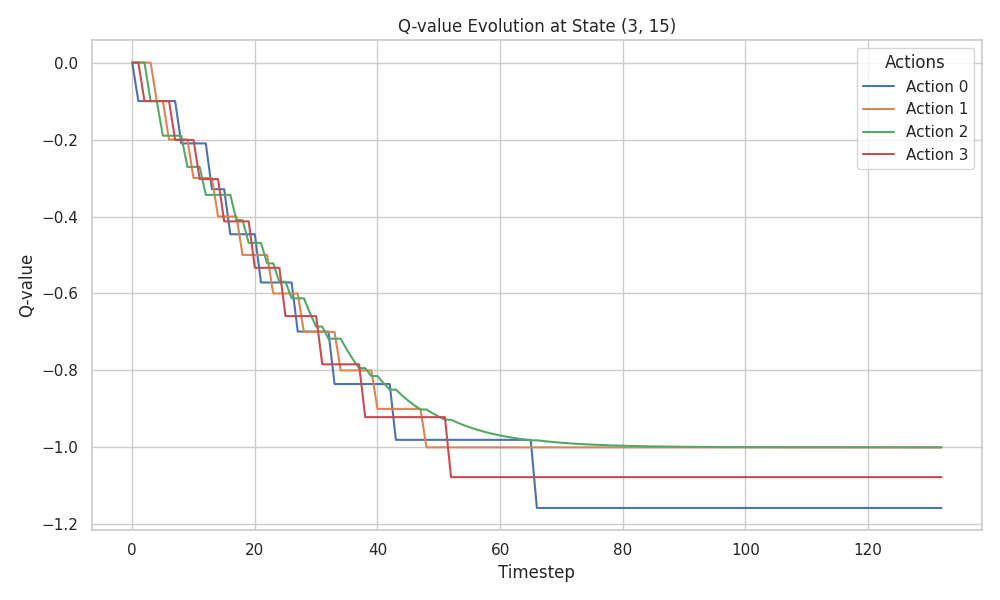 Q-value Evolution at State (3, 15)
Actions
Action 0
Action 1
Action 2
Action 3
Q-value
0.0
−0.2
−0.4
−0.6
−0.8
−1.0
−1.2
0 20 40 60 80 100 120
Timestep